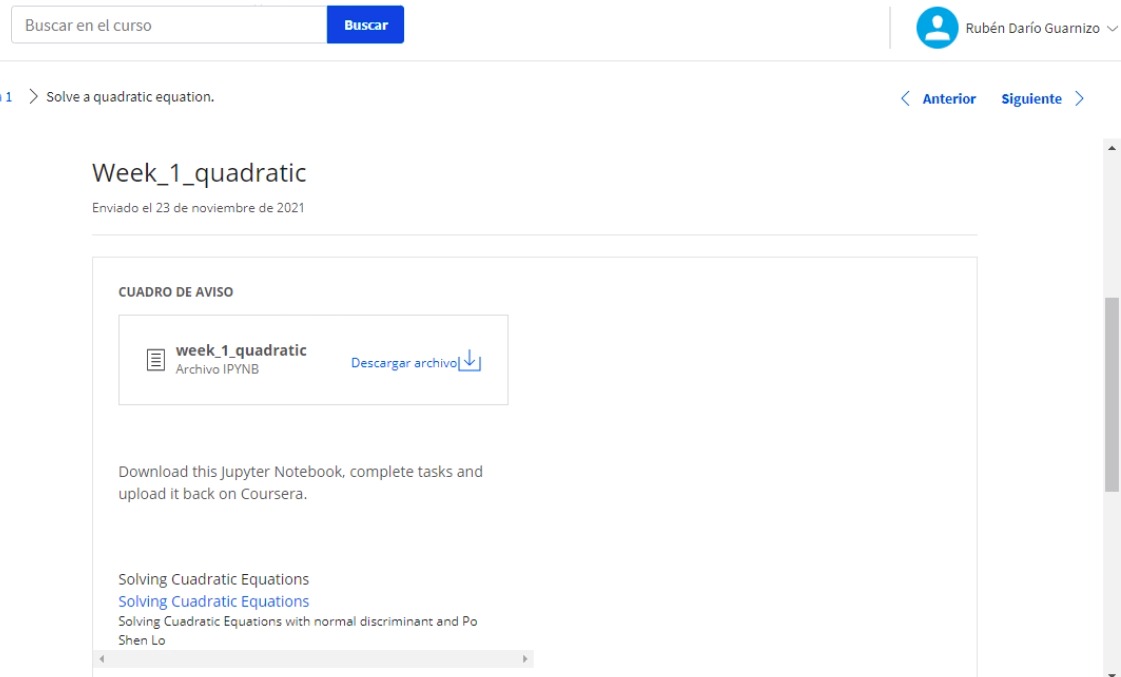 Buscar en el curso
Buscar
Rubén Darío Guarnizo
1
Solve a quadratic equation.
Anterior
Siguiente
Week_1_quadratic
Enviado el 23 de noviembre de 2021
CUADRO DE AVISO
week_1_quadratic
Archivo IPYNB
Descargar archivo
Download this Jupyter Notebook, complete tasks and
upload it back on Coursera.
Solving Cuadratic Equations
Solving Cuadratic Equations
Solving Cuadratic Equations with normal discriminant and Po
Shen Lo